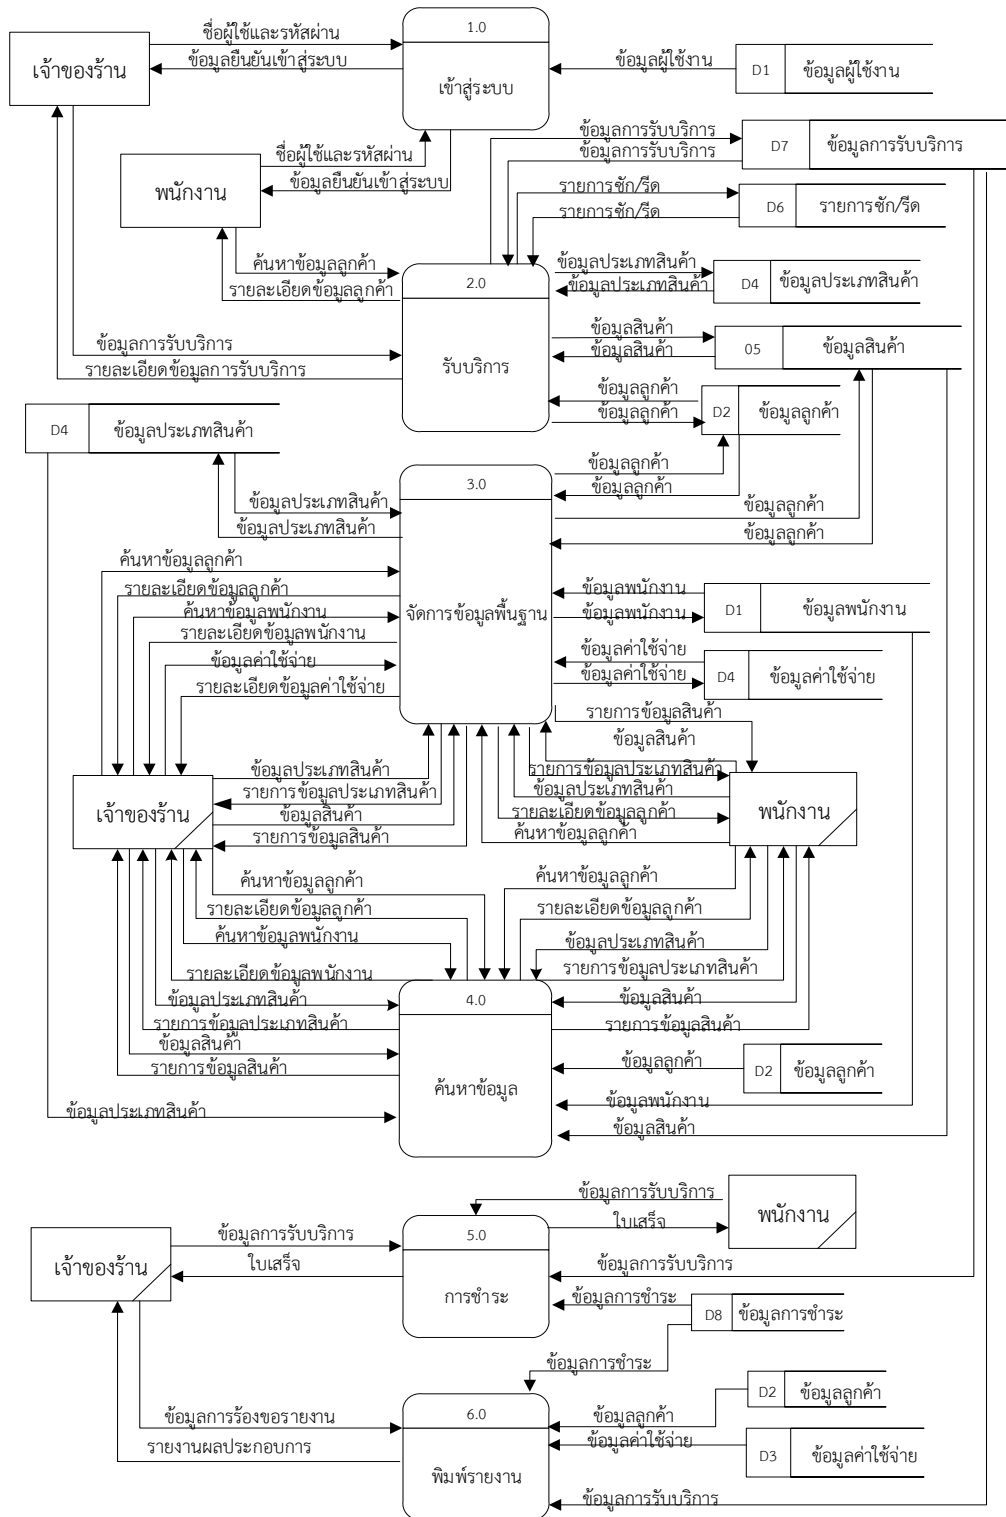 ชื่อผู้ใช้และรหัสผ่าน
1.0
เจ้าของร้าน
ข้อมูลยืนยันเข้าสู่ระบบ
ข้อมูลผู้ใช้งาน
D1
ข้อมูลผู้ใช้งาน
เข้าสู่ระบบ
ข้อมูลการรับบริการ
ข้อมูลการรับบริการ
D7
ข้อมูลการรับบริการ
ชื่อผู้ใช้และรหัสผ่าน
ข้อมูลยืนยันเข้าสู่ระบบ
พนักงาน
รายการซัก/รีด
รายการซัก/รีด
D6
รายการซัก/รีด
ค้นหาข้อมูลลูกค้า
รายละเอียดข้อมูลลูกค้า
2.0
ข้อมูลประเภทสินค้า
ข้อมูลประเภทสินค้า
D4
ข้อมูลประเภทสินค้า
ข้อมูลการรับบริการ
รายละเอียดข้อมูลการรับบริการ
รับบริการ
ข้อมูลสินค้า
ข้อมูลสินค้า
05
ข้อมูลสินค้า
ข้อมูลลูกค้า
ข้อมูลลูกค้า
D2
ข้อมูลลูกค้า
D4
ข้อมูลประเภทสินค้า
ข้อมูลลูกค้า
ข้อมูลลูกค้า
3.0
ข้อมูลประเภทสินค้า
ข้อมูลประเภทสินค้า
ข้อมูลลูกค้า
ข้อมูลลูกค้า
ค้นหาข้อมูลลูกค้า
รายละเอียดข้อมูลลูกค้า
ค้นหาข้อมูลพนักงาน
รายละเอียดข้อมูลพนักงาน
ข้อมูลค่าใช้จ่าย
รายละเอียดข้อมูลค่าใช้จ่าย
จัดการข้อมูลพื้นฐาน
ข้อมูลพนักงาน
ข้อมูลพนักงาน
D1
ข้อมูลพนักงาน
ข้อมูลค่าใช้จ่าย
ข้อมูลค่าใช้จ่าย
D4
ข้อมูลค่าใช้จ่าย
รายการข้อมูลสินค้า
ข้อมูลสินค้า
รายการข้อมูลประเภทสินค้า
ข้อมูลประเภทสินค้า
รายละเอียดข้อมูลลูกค้า
ค้นหาข้อมูลลูกค้า
พนักงาน
เจ้าของร้าน
ข้อมูลประเภทสินค้า
รายการข้อมูลประเภทสินค้า
ข้อมูลสินค้า
รายการข้อมูลสินค้า
ค้นหาข้อมูลลูกค้า
รายละเอียดข้อมูลลูกค้า
ค้นหาข้อมูลพนักงาน
รายละเอียดข้อมูลพนักงาน
ข้อมูลประเภทสินค้า
รายการข้อมูลประเภทสินค้า
ข้อมูลสินค้า
รายการข้อมูลสินค้า
ข้อมูลประเภทสินค้า
4.0
ค้นหาข้อมูล
ค้นหาข้อมูลลูกค้า
รายละเอียดข้อมูลลูกค้า
ข้อมูลประเภทสินค้า
รายการข้อมูลประเภทสินค้า
ข้อมูลสินค้า
รายการข้อมูลสินค้า
ข้อมูลลูกค้า
D2
ข้อมูลลูกค้า
ข้อมูลพนักงาน
ข้อมูลสินค้า
ข้อมูลการรับบริการ
ใบเสร็จ
พนักงาน
เจ้าของร้าน
ข้อมูลการรับบริการ
ใบเสร็จ
5.0
การชำระ
ข้อมูลการรับบริการ
ข้อมูลการชำระ
D8
ข้อมูลการชำระ
ข้อมูลการชำระ
ข้อมูลการร้องขอรายงาน
รายงานผลประกอบการ
6.0
พิมพ์รายงาน
ข้อมูลลูกค้า
D2
ข้อมูลลูกค้า
ข้อมูลค่าใช้จ่าย
D3
ข้อมูลค่าใช้จ่าย
ข้อมูลการรับบริการ